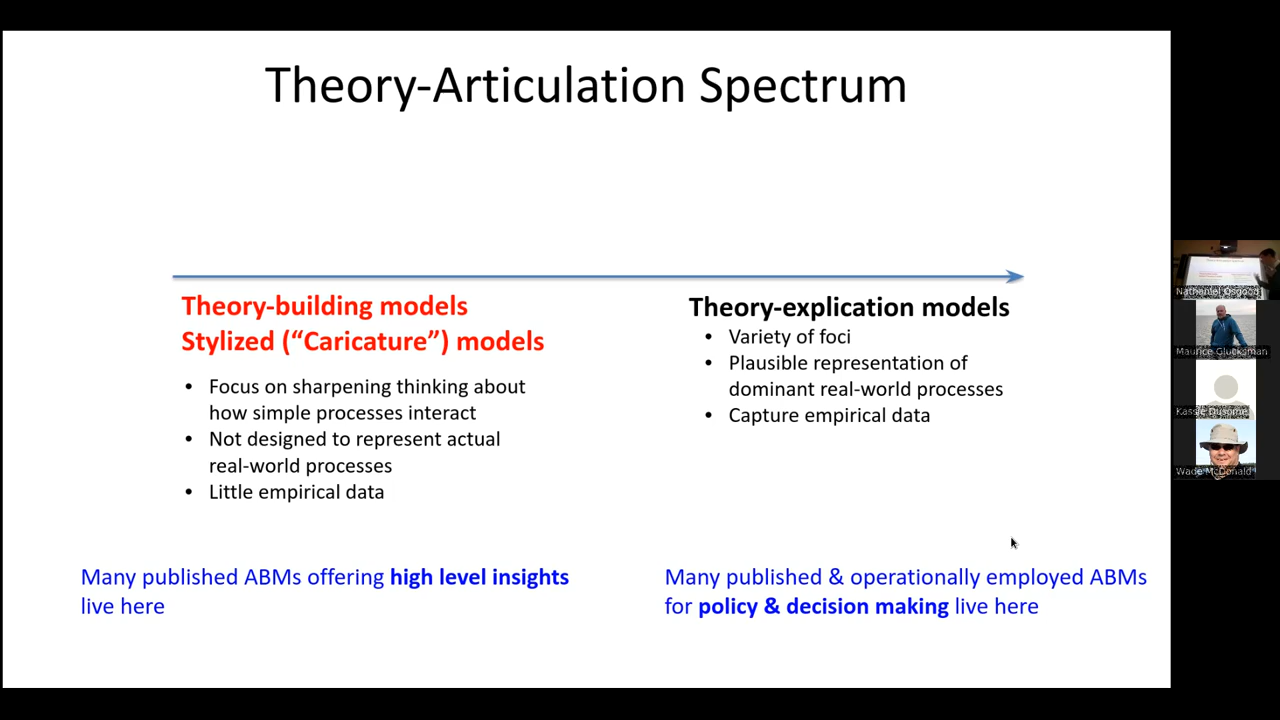 Theory-Articulation Spectrum
Theory-building models
Stylized (“Caricature”) models
• Focus on sharpening thinking about
how simple processes interact
• Not designed to represent actual
real-world processes
• Little empirical data
Theory-explication models
• Variety of foci
• Plausible representation of
dominant real-world processes
• Capture empirical data
Many published ABMs offering high level insights
live here
Many published & operationally employed ABMs
for policy & decision making live here
Nathaniel Osgood
Maurice Glucksman
Kassie Dusome
Wade McDonald